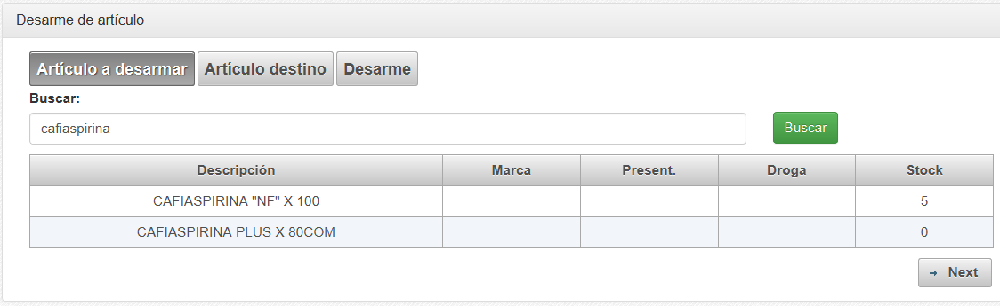 Desarme de artículo
Artículo a desarmar Artículo destino Desarme
Buscar:
cafiaspirina Buscar
Descripción Marca Present. Droga Stock
CAFIASPIRINA "NF" X 100 5
CAFIASPIRINA PLUS X 80COM 0
Next